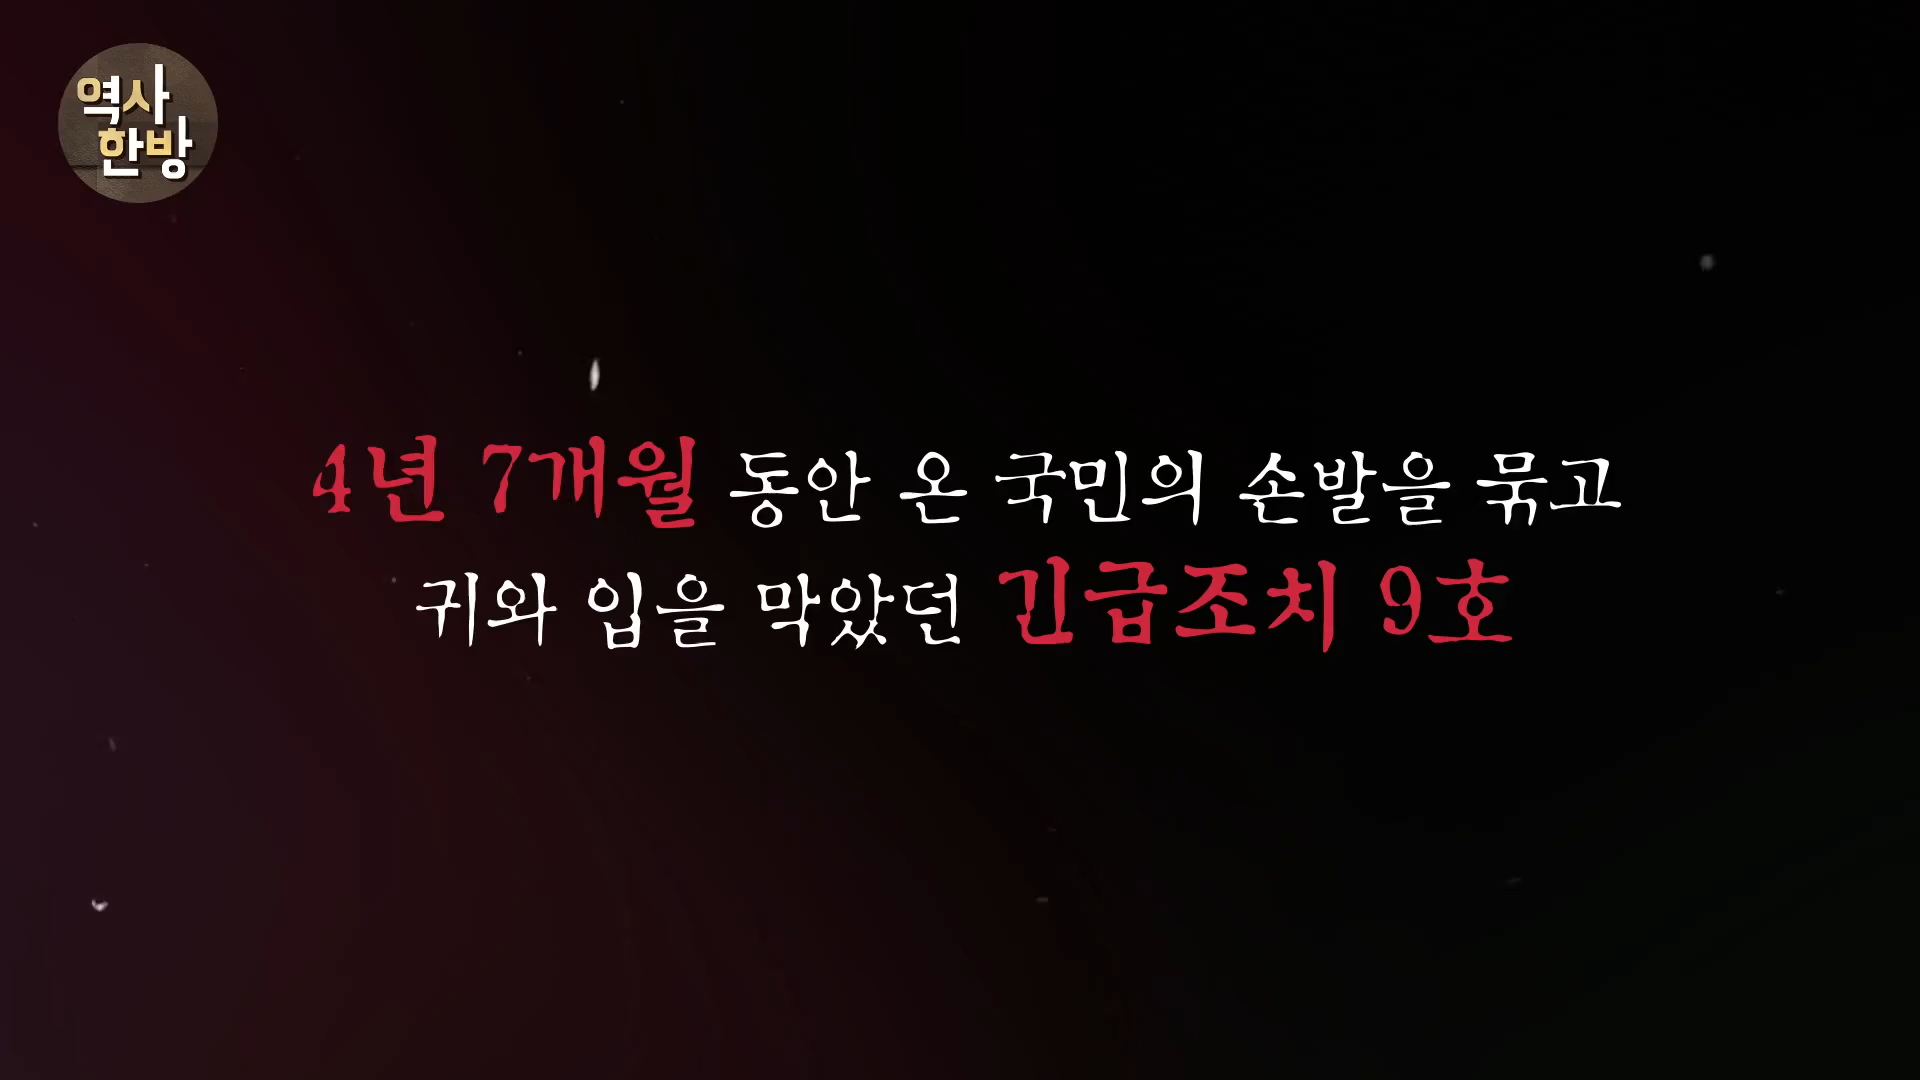 역사
한방
4년 7개월 동안 온 국민의 손발을 묶고
귀와 입을 막았던 긴급조치 9호